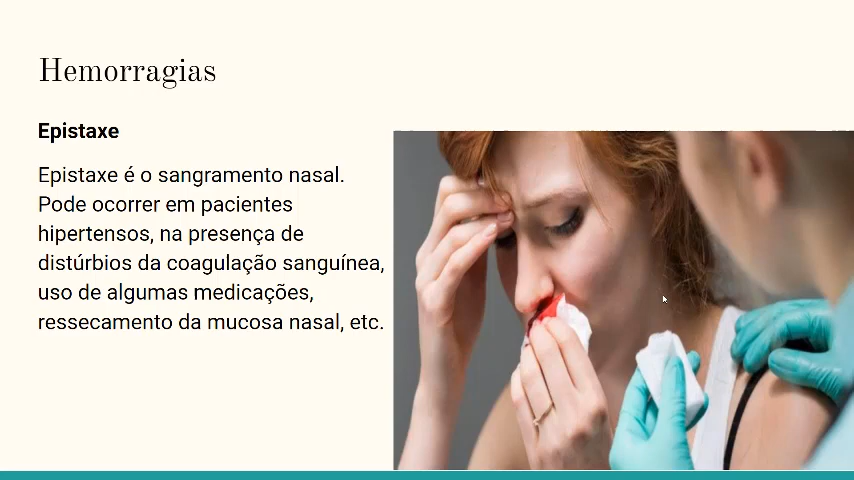 Hemorragias
Epistaxe
Epistaxe é o sangramento nasal.
Pode ocorrer em pacientes
hipertensos, na presença de
distúrbios da coagulação sanguínea,
uso de algumas medicações,
ressecamento da mucosa nasal, etc.